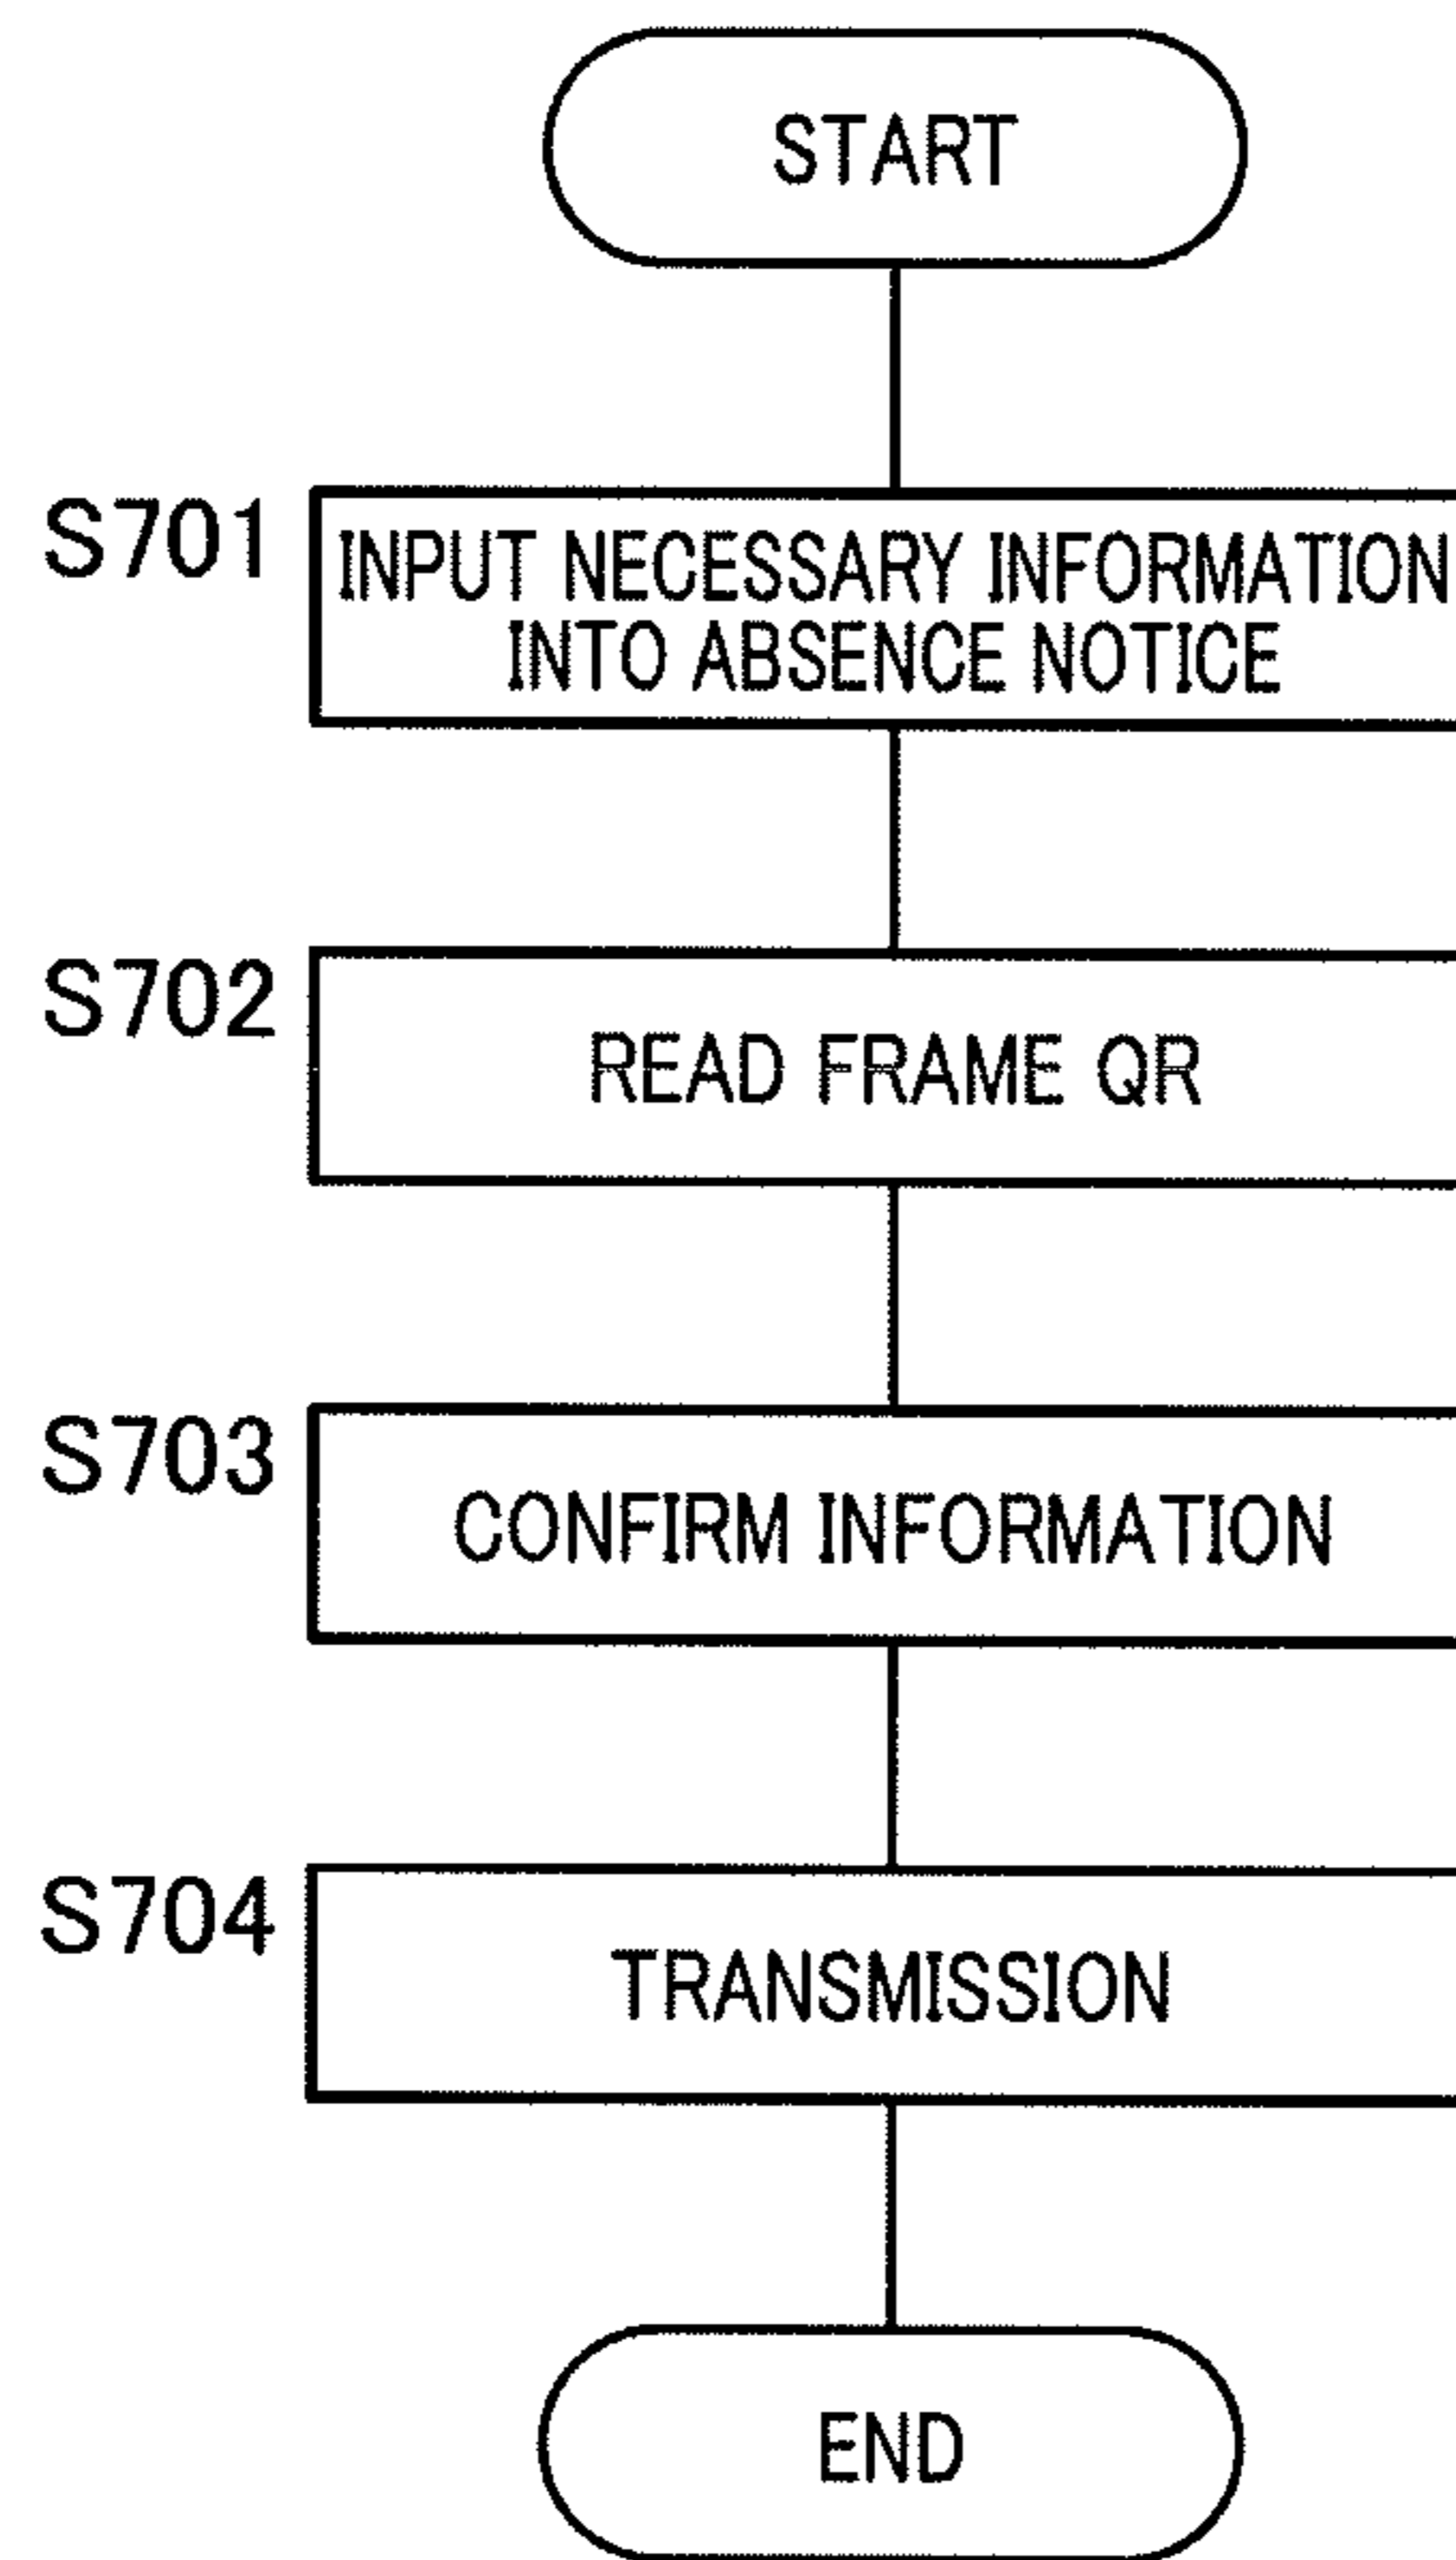 START
S701
INPUT NECESSARY INFORMATION
INTO ABSENCE NOTICE
S702
READ FRAME QR
S703
CONFIRM INFORMATION
S704
TRANSMISSION
END